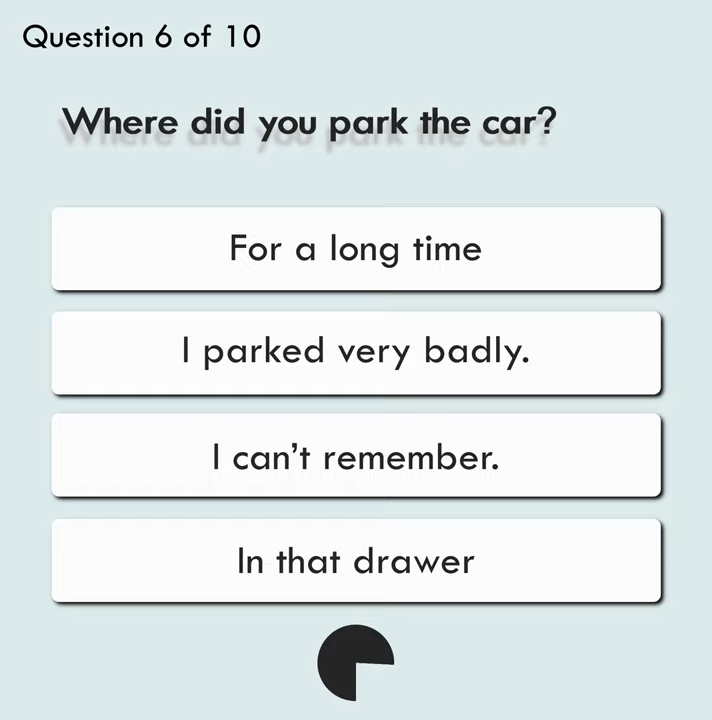 Question 6 of 10
Where did you park the car?
For a long time
I parked very badly.
I can’t remember.
In that drawer